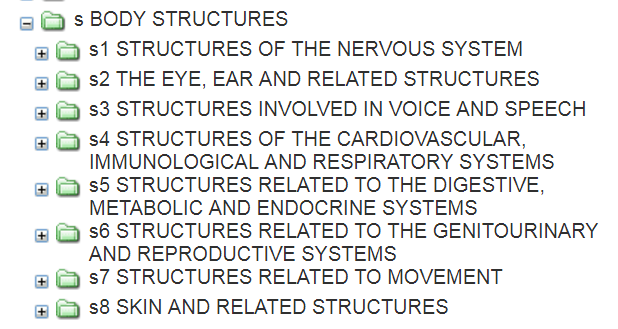 s BODY STRUCTURES
s1 STRUCTURES OF THE NERVOUS SYSTEM
s2 THE EYE, EAR AND RELATED STRUCTURES
s3 STRUCTURES INVOLVED IN VOICE AND SPEECH
s4 STRUCTURES OF THE CARDIOVASCULAR,
IMMUNOLOGICAL AND RESPIRATORY SYSTEMS
s5 STRUCTURES RELATED TO THE DIGESTIVE,
METABOLIC AND ENDOCRINE SYSTEMS
s6 STRUCTURES RELATED TO THE GENITOURINARY
AND REPRODUCTIVE SYSTEMS
s7 STRUCTURES RELATED TO MOVEMENT
s8 SKIN AND RELATED STRUCTURES